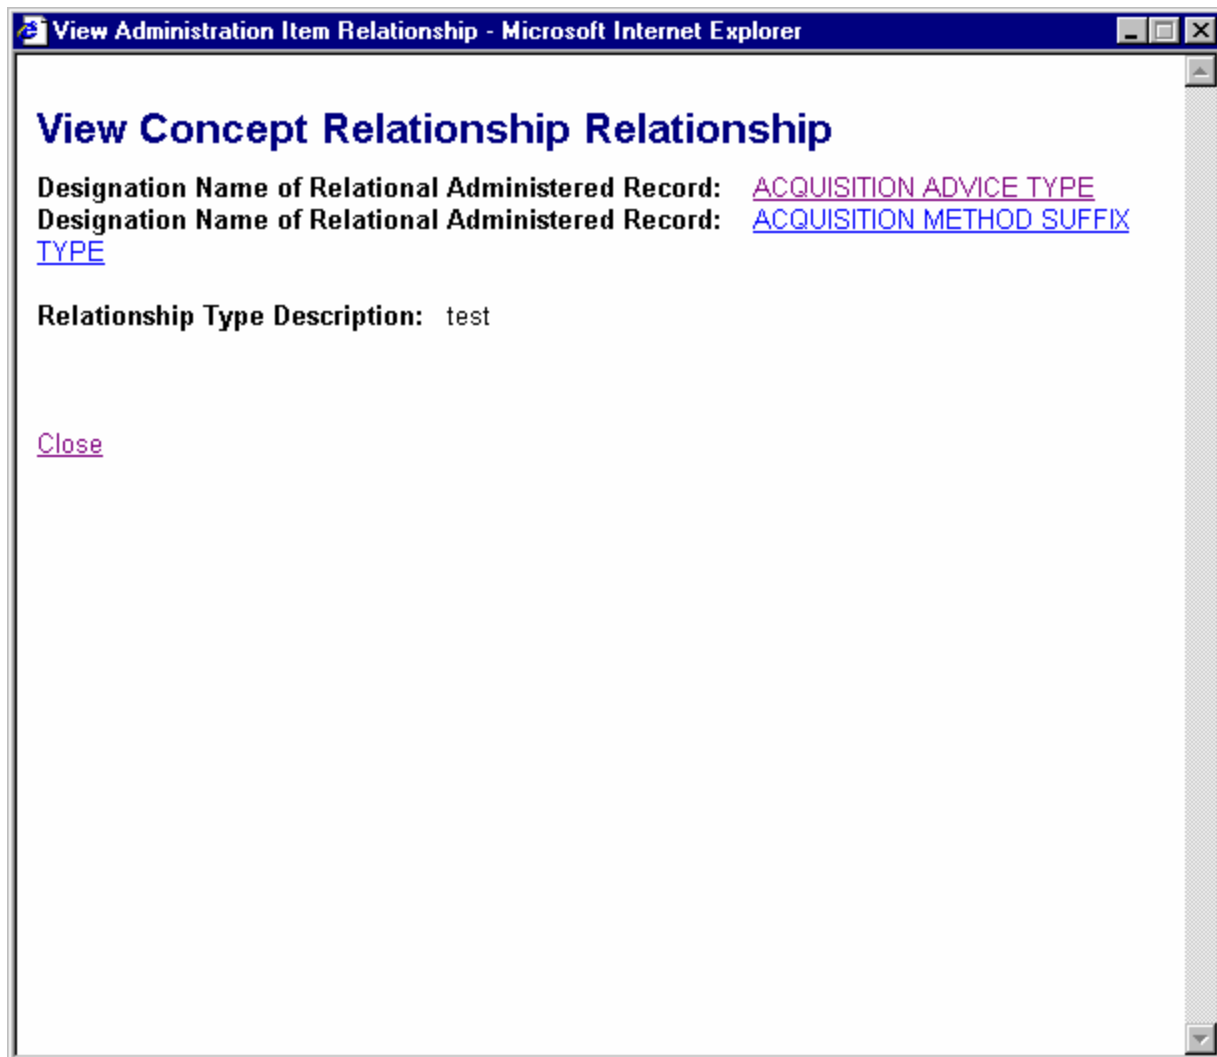 View Administration Item Relationship - Microsoft Internet Explorer
View Concept Relationship Relationship
Designation Name of Relational Administered Record: ACQUISITION ADVICE TYPE
Designation Name of Relational Administered Record: ACQUISITION METHOD SUFFIX
TYPE
Relationship Type Description: test
Close